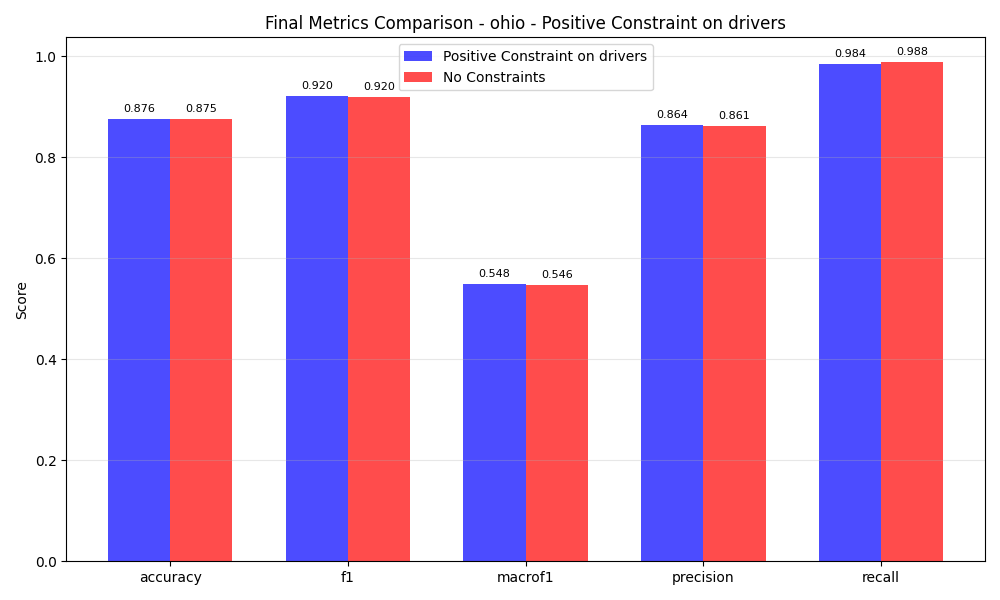 Final Metrics Comparison - ohio - Positive Constraint on drivers
Positive Constraint on drivers
No Constraints
Score
1.0
0.8
0.6
0.4
0.2
0.0
0.876 0.875
0.920 0.920
0.548 0.546
0.864 0.861
0.984 0.988
accuracy f1 macrof1 precision recall